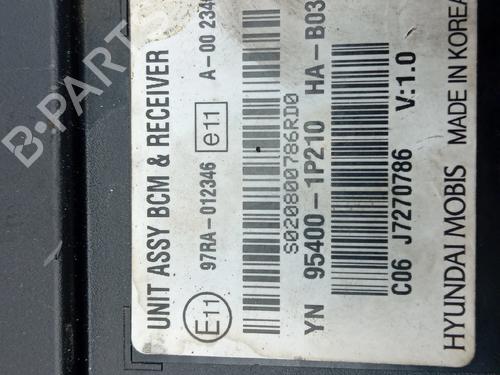 UNIT ASSY BCM & RECEIVER
97RA-012346 e11 A-00 234
E11
S020800786RD0
YN 95400-1P210 HA-B03
C06 J7270786 V:1.0
HYUNDAI MOBIS MADE IN KOREA
B-PARTS